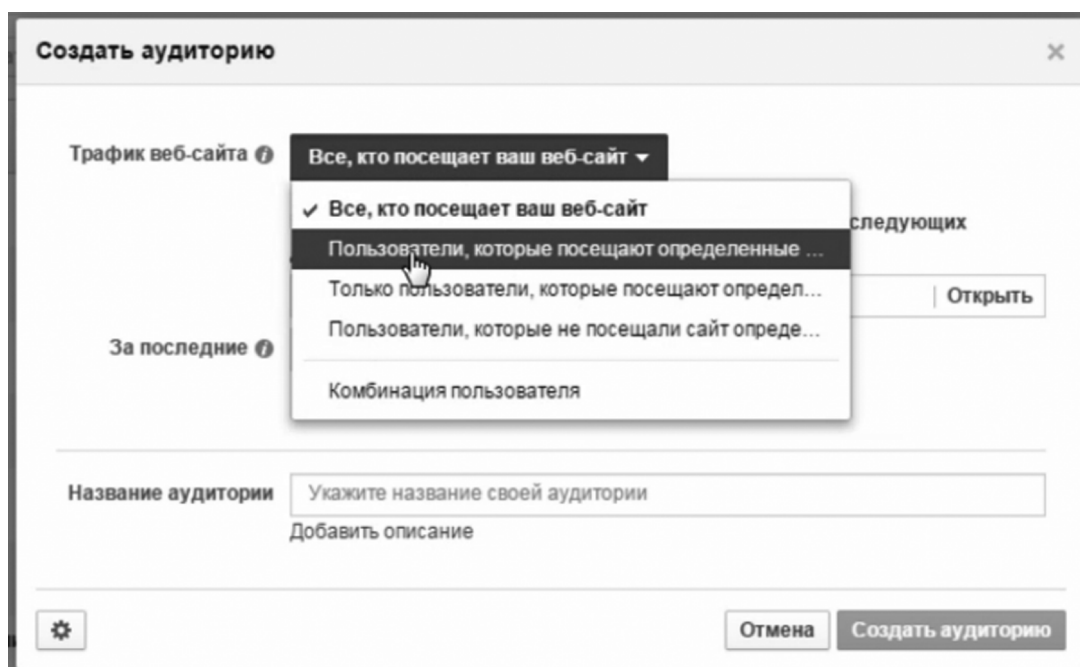 Создать аудиторию
Трафик веб-сайта
Все, кто посещает ваш веб-сайт
Все, кто посещает ваш веб-сайт
следующих
Пользователи, которые посещают определенные ...
Только пользователи, которые посещают определ...
Открыть
Пользователи, которые не посещали сайт опреде...
За последние
Комбинация пользователя
Название аудитории
Укажите название своей аудитории
Добавить описание
Отмена
Создать аудиторию